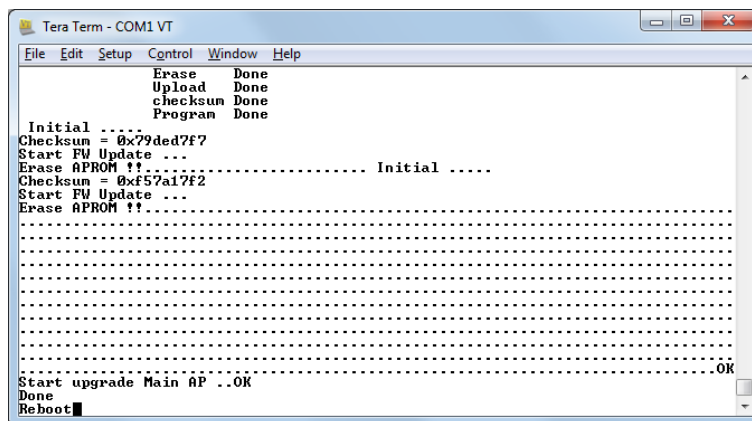 Tera Term - COM1 VT
File Edit Setup Control Window Help
Erase Done
Upload Done
checksum Done
Program Done
Initial .....
Checksum = 0x79ded7f7
Start FW Update ...
Erase APROM !!.......................... Initial .....
Checksum = 0xf57a17f2
Start FW Update ...
Erase APROM !!.....................................................................
....................................................................................
....................................................................................
....................................................................................
....................................................................................
....................................................................................
....................................................................................
....................................................................................
....................................................................................
....................................................................................
....................................................................................
..................................................................................OK
Start upgrade Main AP ..OK
Done
Reboot